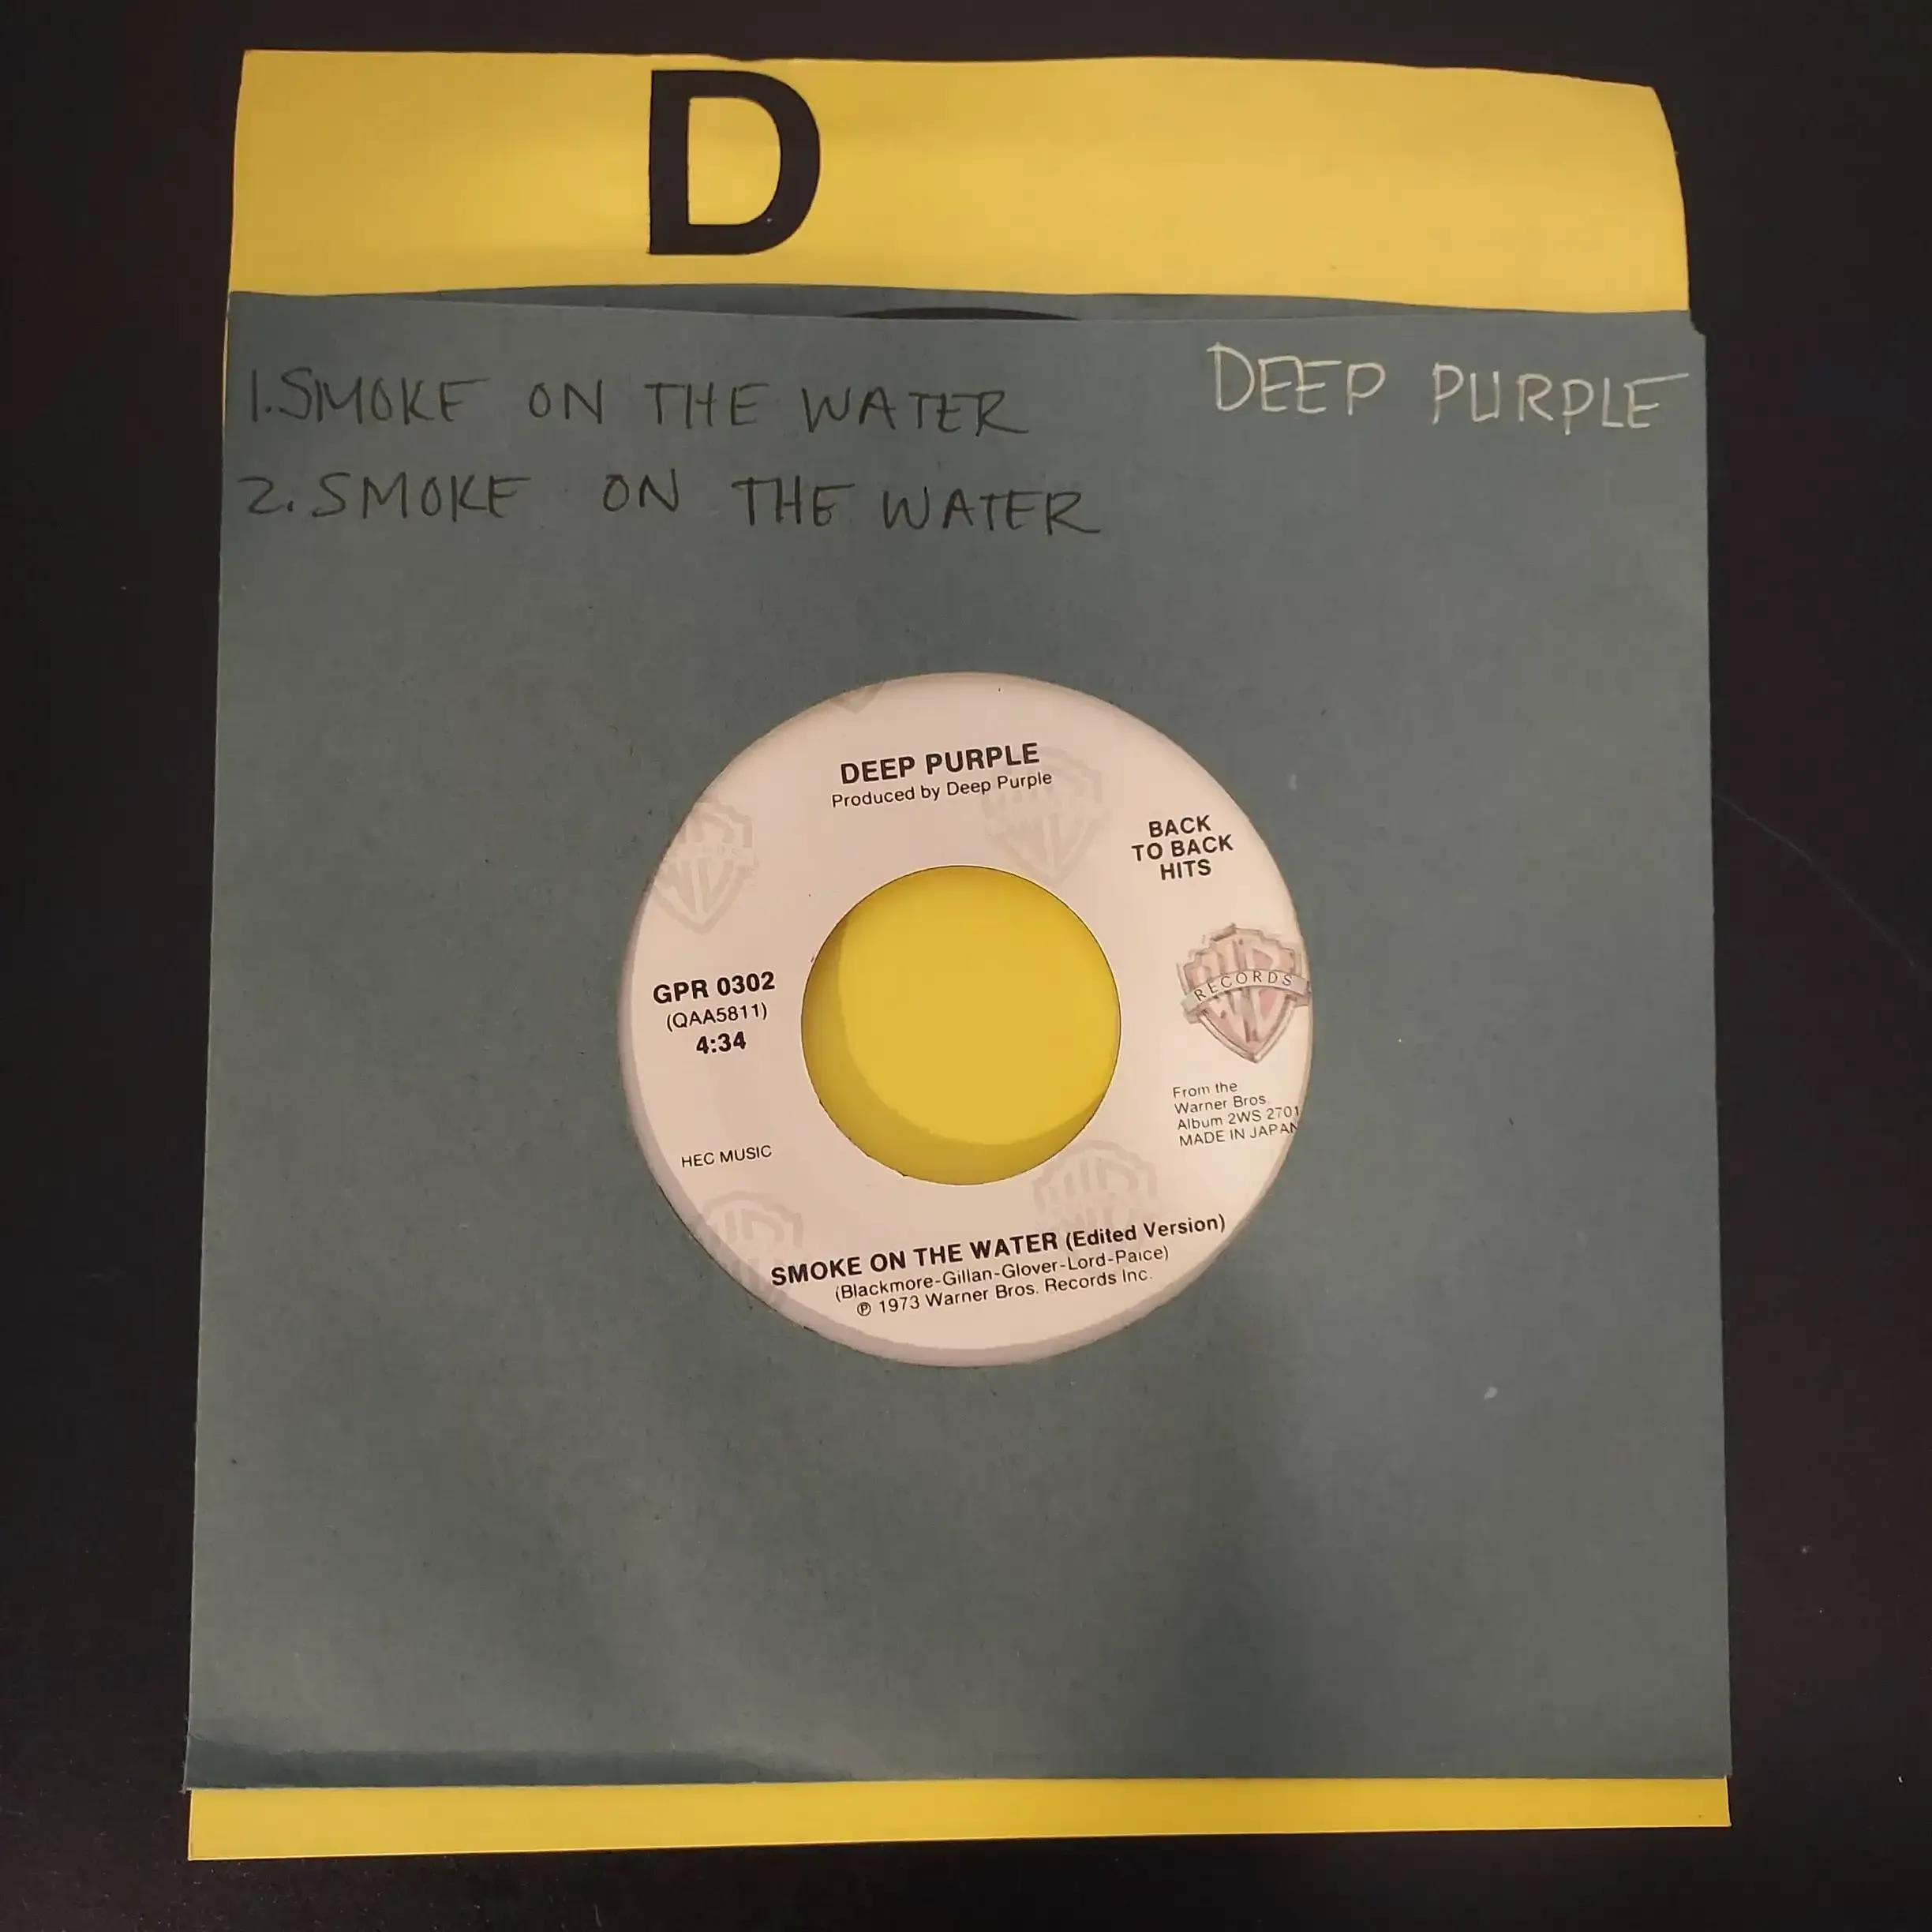 D
1. SMOKE ON THE WATER
DEEP PURPLE
2. SMOKE ON THE WATER
DEEP PURPLE
Produced by Deep Purple
BACK
TO BACK
HITS
RECORDS
GPR 0302
(QAA5811)
4:34
From the
Warner Bros.
Album 2WS 2701
MADE IN JAPAN
HEC MUSIC
SMOKE ON THE WATER (Edited Version)
(Blackmore-Gillan-Glover-Lord-Paice)
℗ 1973 Warner Bros. Records Inc.